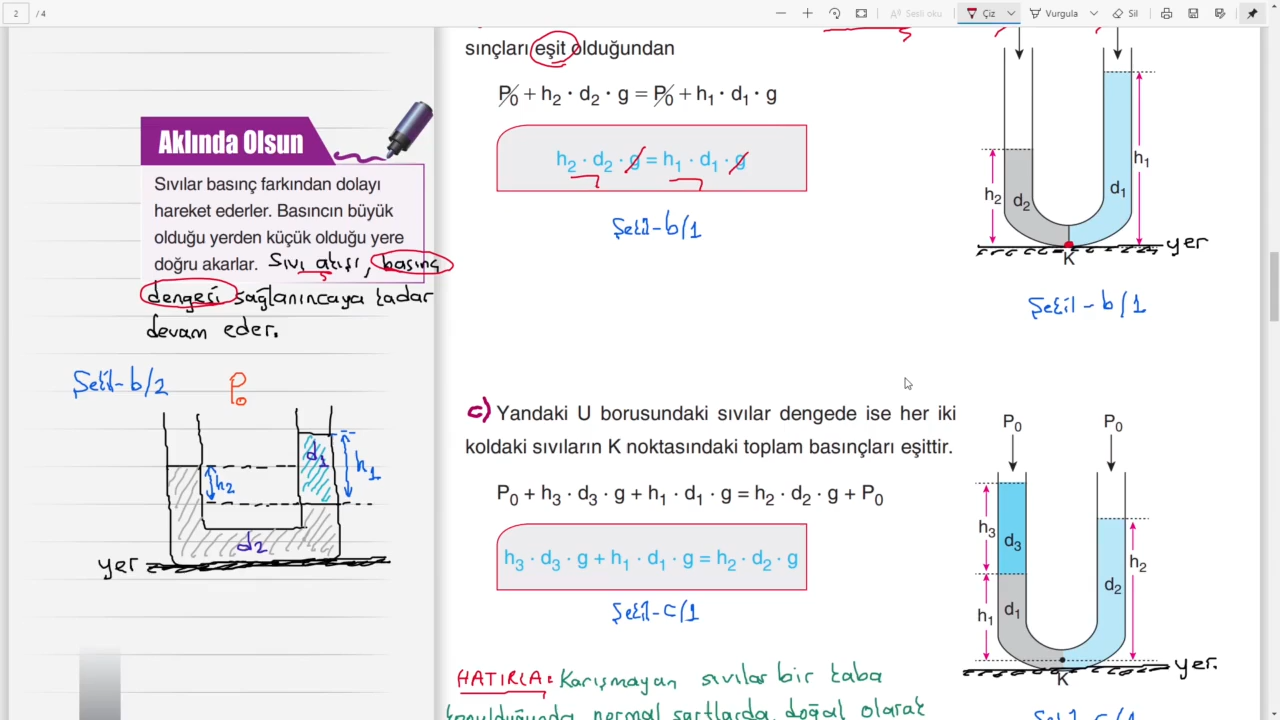 2 / 4
Sesli oku
Çiz
Vurgula
Sil
Aklında Olsun
Sıvılar basınç farkından dolayı
hareket ederler. Basıncın büyük
olduğu yerden küçük olduğu yere
doğru akarlar. Sıvı akışı, basınç
dengesi sağlanıncaya kadar
devam eder.
Şekil-b/2
P₀
d₁
h₁
h₂
d₂
yer
sınçları eşit olduğundan
P₀ + h₂ · d₂ · g = P₀ + h₁ · d₁ · g
h₂ · d₂ · g = h₁ · d₁ · g
Şekil-b/1
h₁
h₂
d₂
d₁
yer
K
Şekil - b/1
c) Yandaki U borusundaki sıvılar dengede ise her iki
koldaki sıvıların K noktasındaki toplam basınçları eşittir.
P₀ + h₃ · d₃ · g + h₁ · d₁ · g = h₂ · d₂ · g + P₀
h₃ · d₃ · g + h₁ · d₁ · g = h₂ · d₂ · g
Şekil-c/1
P₀ P₀
h₃
d₃
h₂
d₂
h₁
d₁
yer.
K
HATIRLA: Karışmayan sıvılar bir kaba
konulduğunda normal şartlarda doğal olarak